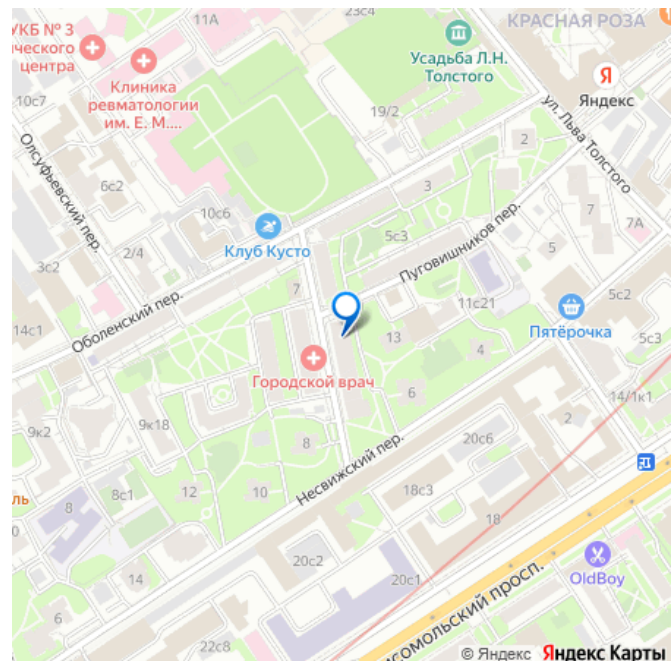 11А
23с4
КРАСНАЯ РОЗА
УКБ № 3
ического
центра
Усадьба Л.Н.
Толстого
Клиника
ревматологии
им. Е. М....
Я
Яндекс
10с7
19/2
ул. Льва Толстого
Олсуфьевский пер.
6с2
2
3
10с6
Клуб Кусто
5с3
7
7А
3с2
2/4
Пуговишников пер.
5
7
11с21
5с2
14с1
Оболенский пер.
13
Пятёрочка
4
5с3
Городской врач
6
14/1к1
9к18
2
9к2
8
Несвижский пер.
20с6
ль
8с1
12
10
18с3
8
18
20с2
14
OldBoy
20с1
6
омсомольский просп.
22с8
© Яндекс Яндекс Карты